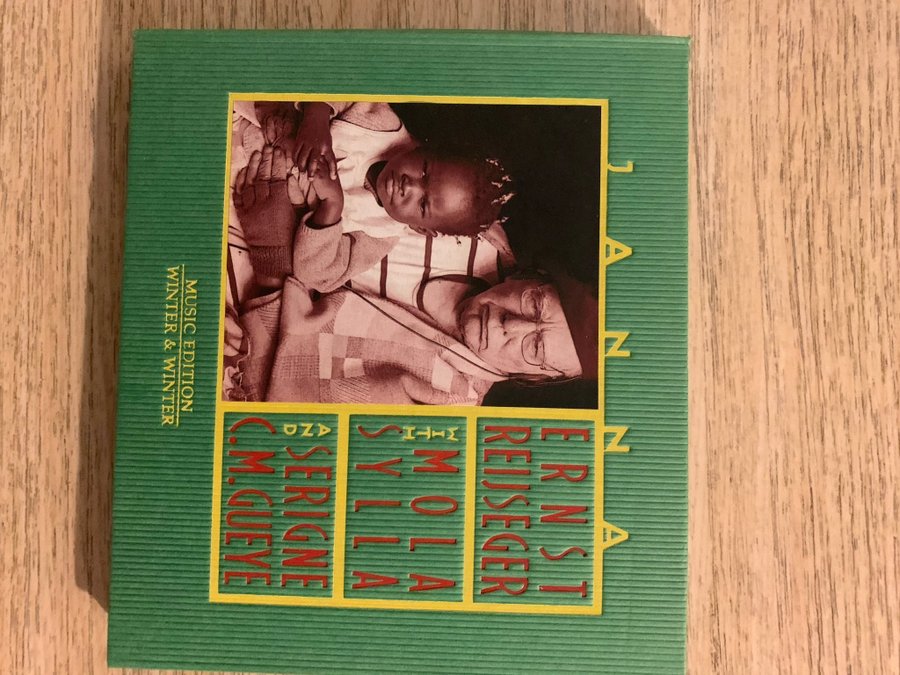 JANNA
ERNST
REIJSEGER
WITH MOLA
SYLLA
AND SERIGNE
C.M. GUEYE
MUSIC EDITION
WINTER & WINTER